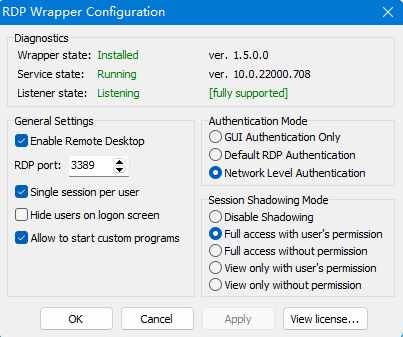 RDP Wrapper Configuration
Diagnostics
Wrapper state: Installed ver. 1.5.0.0
Service state: Running ver. 10.0.22000.708
Listener state: Listening [fully supported]
General Settings
Enable Remote Desktop
RDP port: 3389
Single session per user
Hide users on logon screen
Allow to start custom programs
Authentication Mode
GUI Authentication Only
Default RDP Authentication
Network Level Authentication
Session Shadowing Mode
Disable Shadowing
Full access with user's permission
Full access without permission
View only with user's permission
View only without permission
OK Cancel Apply View license...